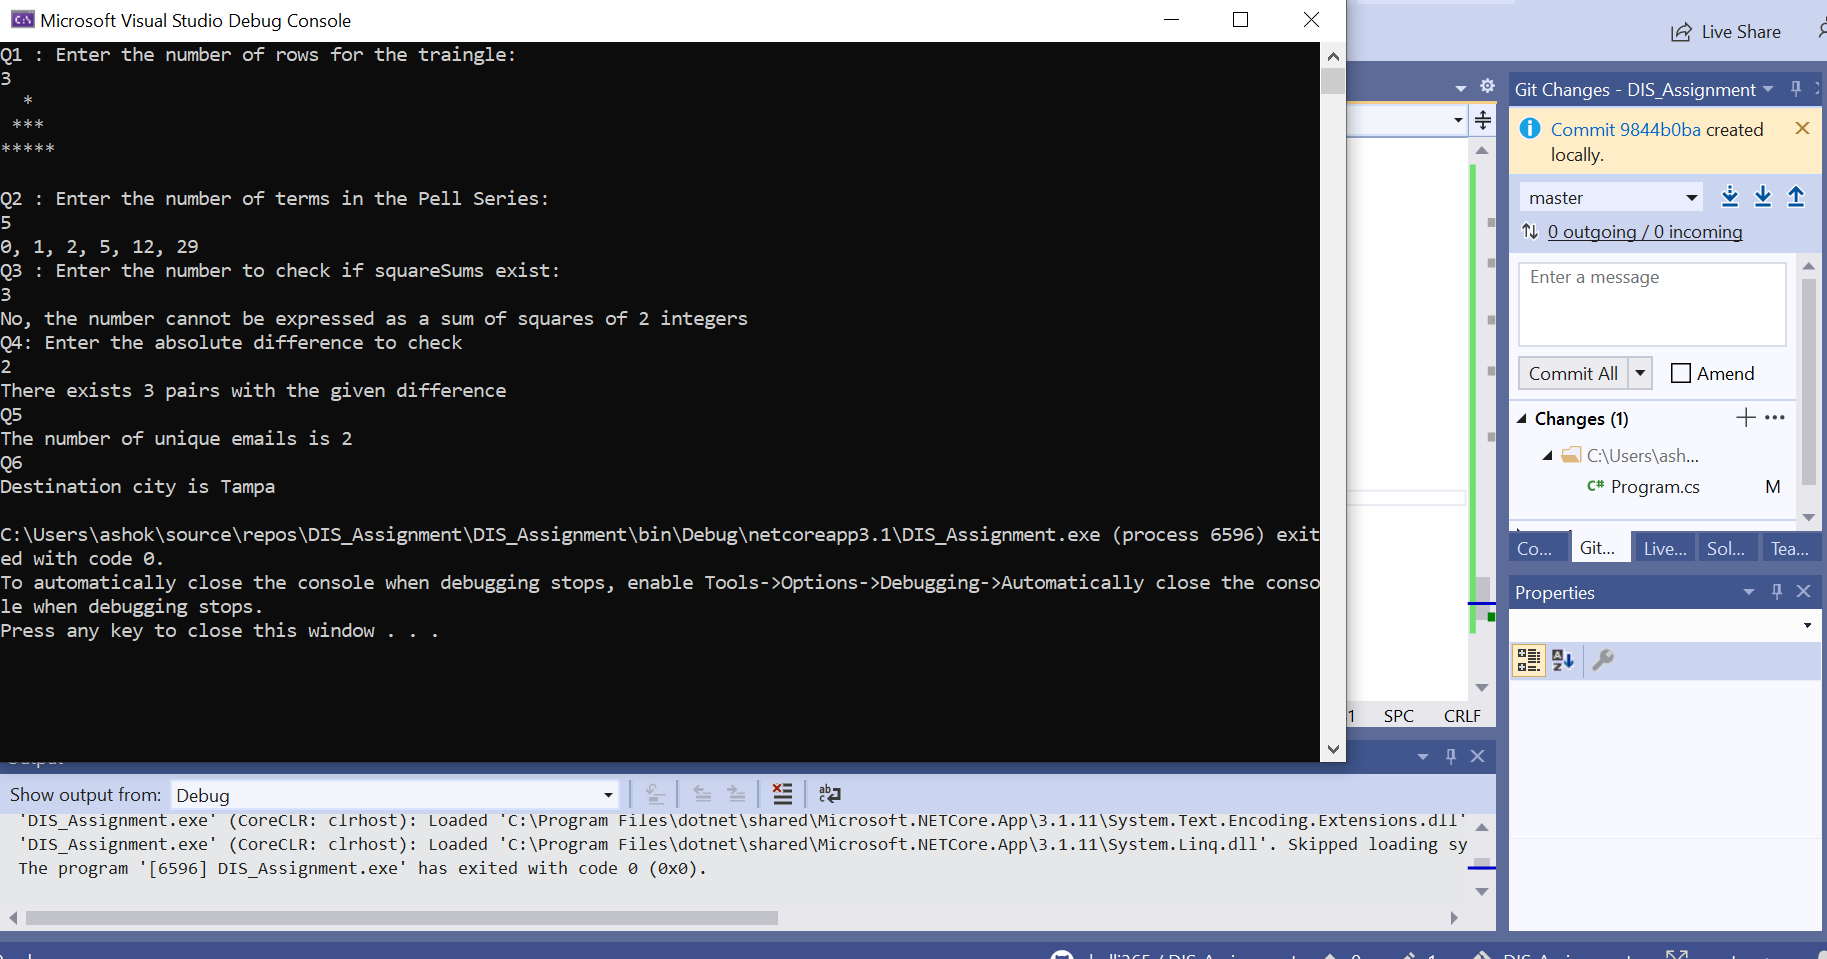 Microsoft Visual Studio Debug Console
Q1 : Enter the number of rows for the traingle:
3
*
***
*****
Q2 : Enter the number of terms in the Pell Series:
5
0, 1, 2, 5, 12, 29
Q3 : Enter the number to check if squareSums exist:
3
No, the number cannot be expressed as a sum of squares of 2 integers
Q4: Enter the absolute difference to check
2
There exists 3 pairs with the given difference
Q5
The number of unique emails is 2
Q6
Destination city is Tampa
C:\Users\ashok\source\repos\DIS_Assignment\DIS_Assignment\bin\Debug\netcoreapp3.1\DIS_Assignment.exe (process 6596) exit
ed with code 0.
To automatically close the console when debugging stops, enable Tools->Options->Debugging->Automatically close the conso
le when debugging stops.
Press any key to close this window . . .
SPC CRLF
Show output from: Debug
'DIS_Assignment.exe' (CoreCLR: clrhost): Loaded 'C:\Program Files\dotnet\shared\Microsoft.NETCore.App\3.1.11\System.Text.Encoding.Extensions.dll'
'DIS_Assignment.exe' (CoreCLR: clrhost): Loaded 'C:\Program Files\dotnet\shared\Microsoft.NETCore.App\3.1.11\System.Linq.dll'. Skipped loading sy
The program '[6596] DIS_Assignment.exe' has exited with code 0 (0x0).
Live Share
Git Changes - DIS_Assignment
Commit 9844b0ba created
locally.
master
0 outgoing / 0 incoming
Enter a message
Commit All Amend
Changes (1)
C:\Users\ash...
C# Program.cs M
Co... Git... Live... Sol... Tea...
Properties